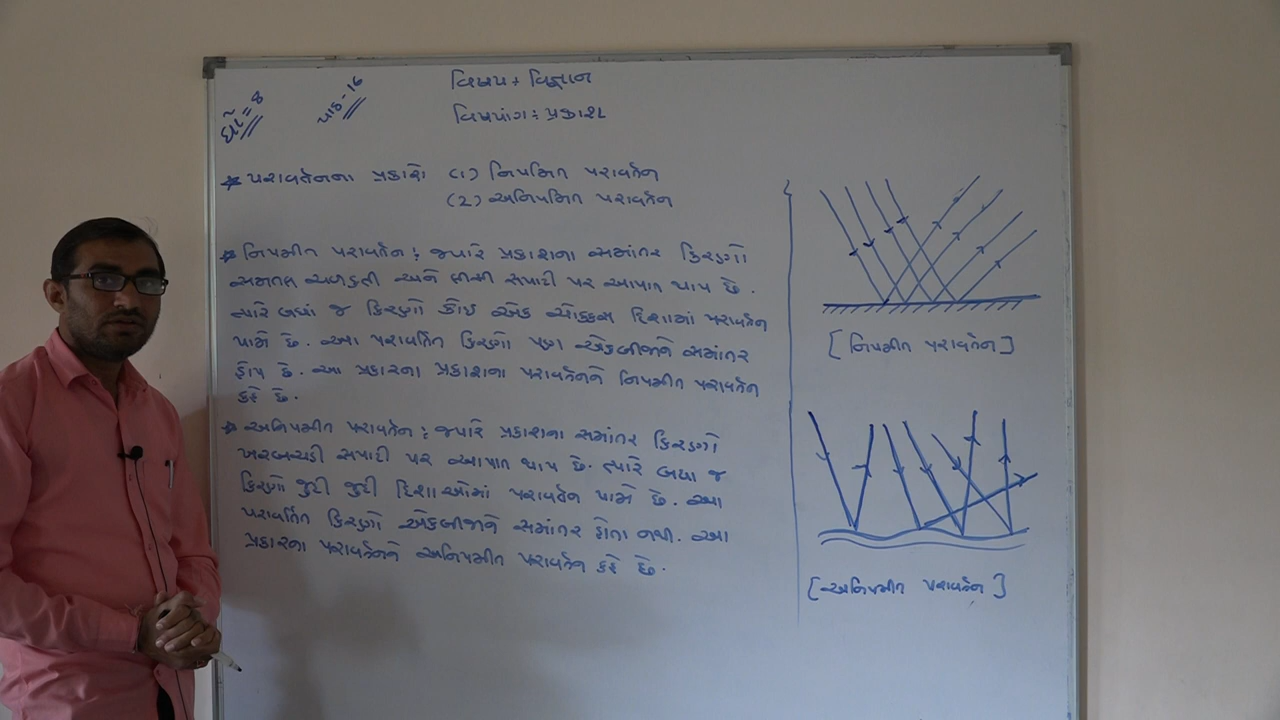 ધોરણ = 8
પાઠ - 16
વિષય : વિજ્ઞાન
વિષયાંગ : પ્રકાશ
* પરાવર્તનના પ્રકારો (1) નિયમિત પરાવર્તન
(2) અનિયમિત પરાવર્તન
* નિયમીત પરાવર્તન : જયારે પ્રકાશના સમાંતર કિરણો
સમતલ ચળકતી અને લીસી સપાટી પર આપાત થાય છે.
ત્યારે બધાં જ કિરણો કોઈ એક ચોક્કસ દિશામાં પરાવર્તન
પામે છે. આ પરાવર્તિત કિરણો પણ એકબીજાને સમાંતર
હોય છે. આ પ્રકારના પ્રકાશના પરાવર્તનને નિયમીત પરાવર્તન
કહે છે.
* અનિયમીત પરાવર્તન : જયારે પ્રકાશના સમાંતર કિરણો
ખરબચડી સપાટી પર આપાત થાય છે. ત્યારે બધા જ
કિરણો જુદી જુદી દિશાઓમાં પરાવર્તન પામે છે. આ
પરાવર્તિત કિરણો એકબીજાને સમાંતર હોતા નથી. આ
પ્રકારના પરાવર્તનને અનિયમીત પરાવર્તન કહે છે.
[નિયમીત પરાવર્તન]
[અનિયમીત પરાવર્તન]